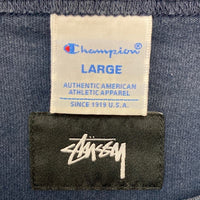 Champion
LARGE
AUTHENTIC AMERICAN
ATHLETIC APPAREL
SINCE 1919 U.S.A.
STÜSSY